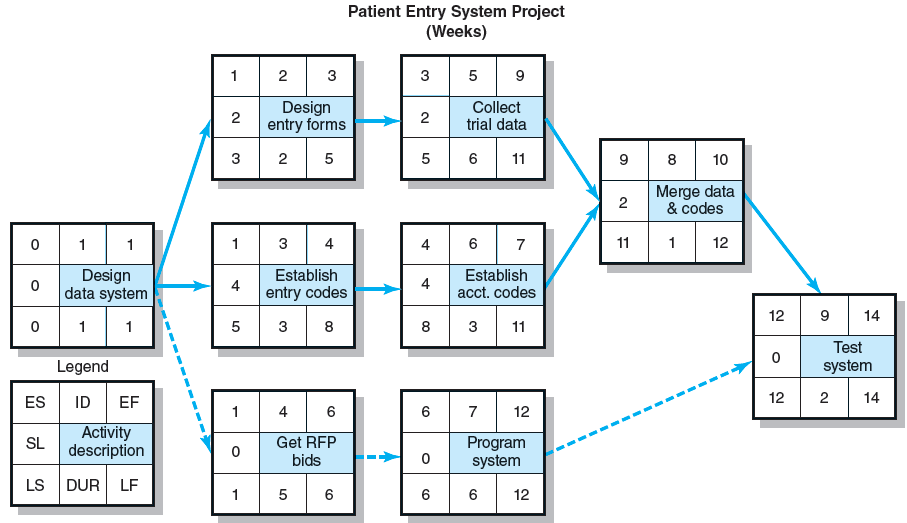 Patient Entry System Project
(Weeks)
1 2 3
2 Design
entry forms
3 2 5
3 5 9
2 Collect
trial data
5 6 11
9 8 10
2 Merge data
& codes
11 1 12
0 1 1
0 Design
data system
0 1 1
1 3 4
4 Establish
entry codes
5 3 8
4 6 7
4 Establish
acct. codes
8 3 11
12 9 14
0 Test
system
12 2 14
Legend
ES ID EF
SL Activity
description
LS DUR LF
1 4 6
0 Get RFP
bids
1 5 6
6 7 12
0 Program
system
6 6 12